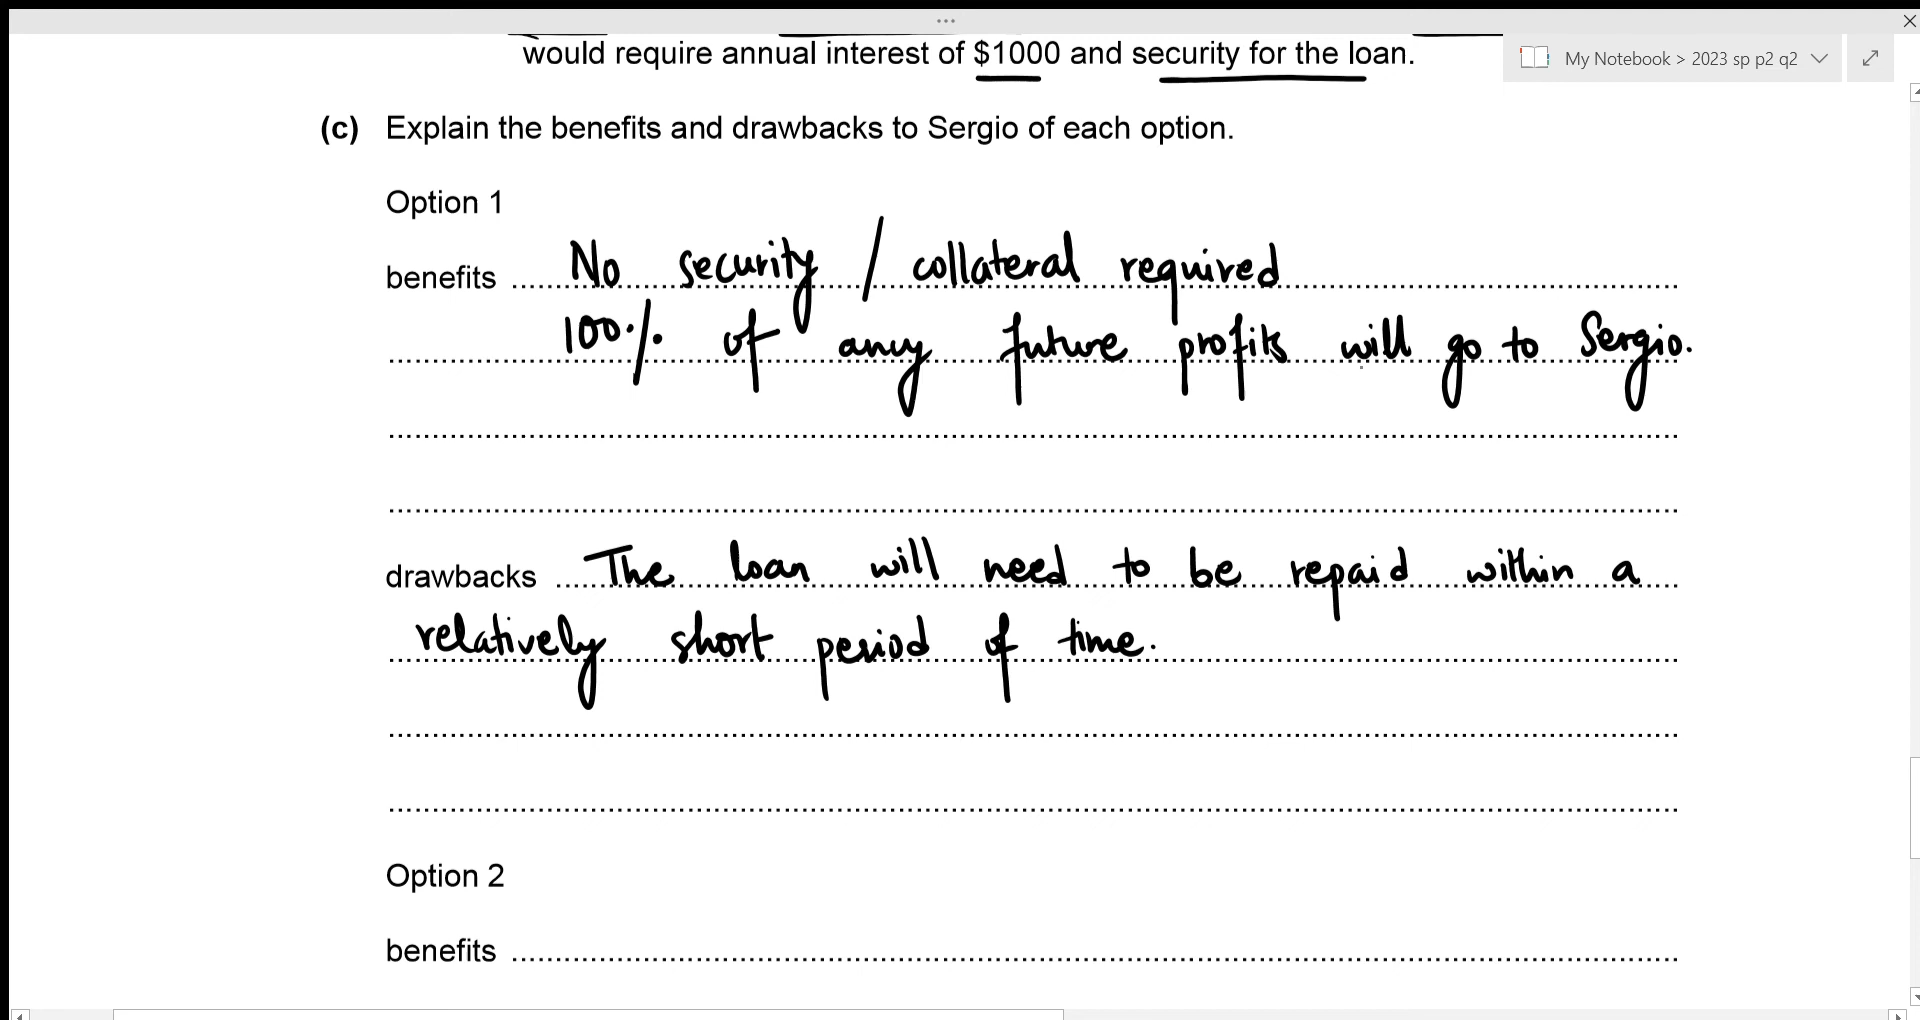 would require annual interest of $1000 and security for the loan.
My Notebook > 2023 sp p2 q2
(c) Explain the benefits and drawbacks to Sergio of each option.
Option 1
benefits No security / collateral required
100% of any future profits will go to Sergio.
drawbacks The loan will need to be repaid within a
relatively short period of time.
Option 2
benefits